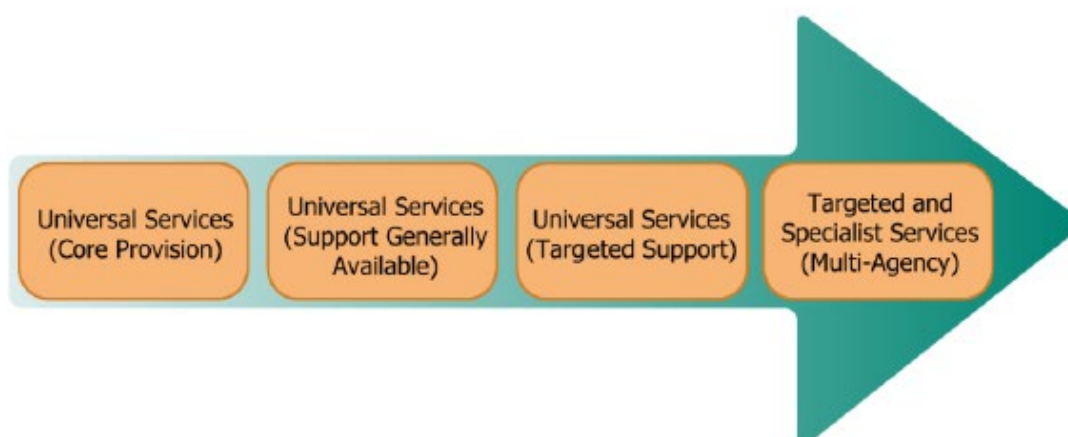 Universal Services
(Core Provision)
Universal Services
(Support Generally
Available)
Universal Services
(Targeted Support)
Targeted and
Specialist Services
(Multi-Agency)